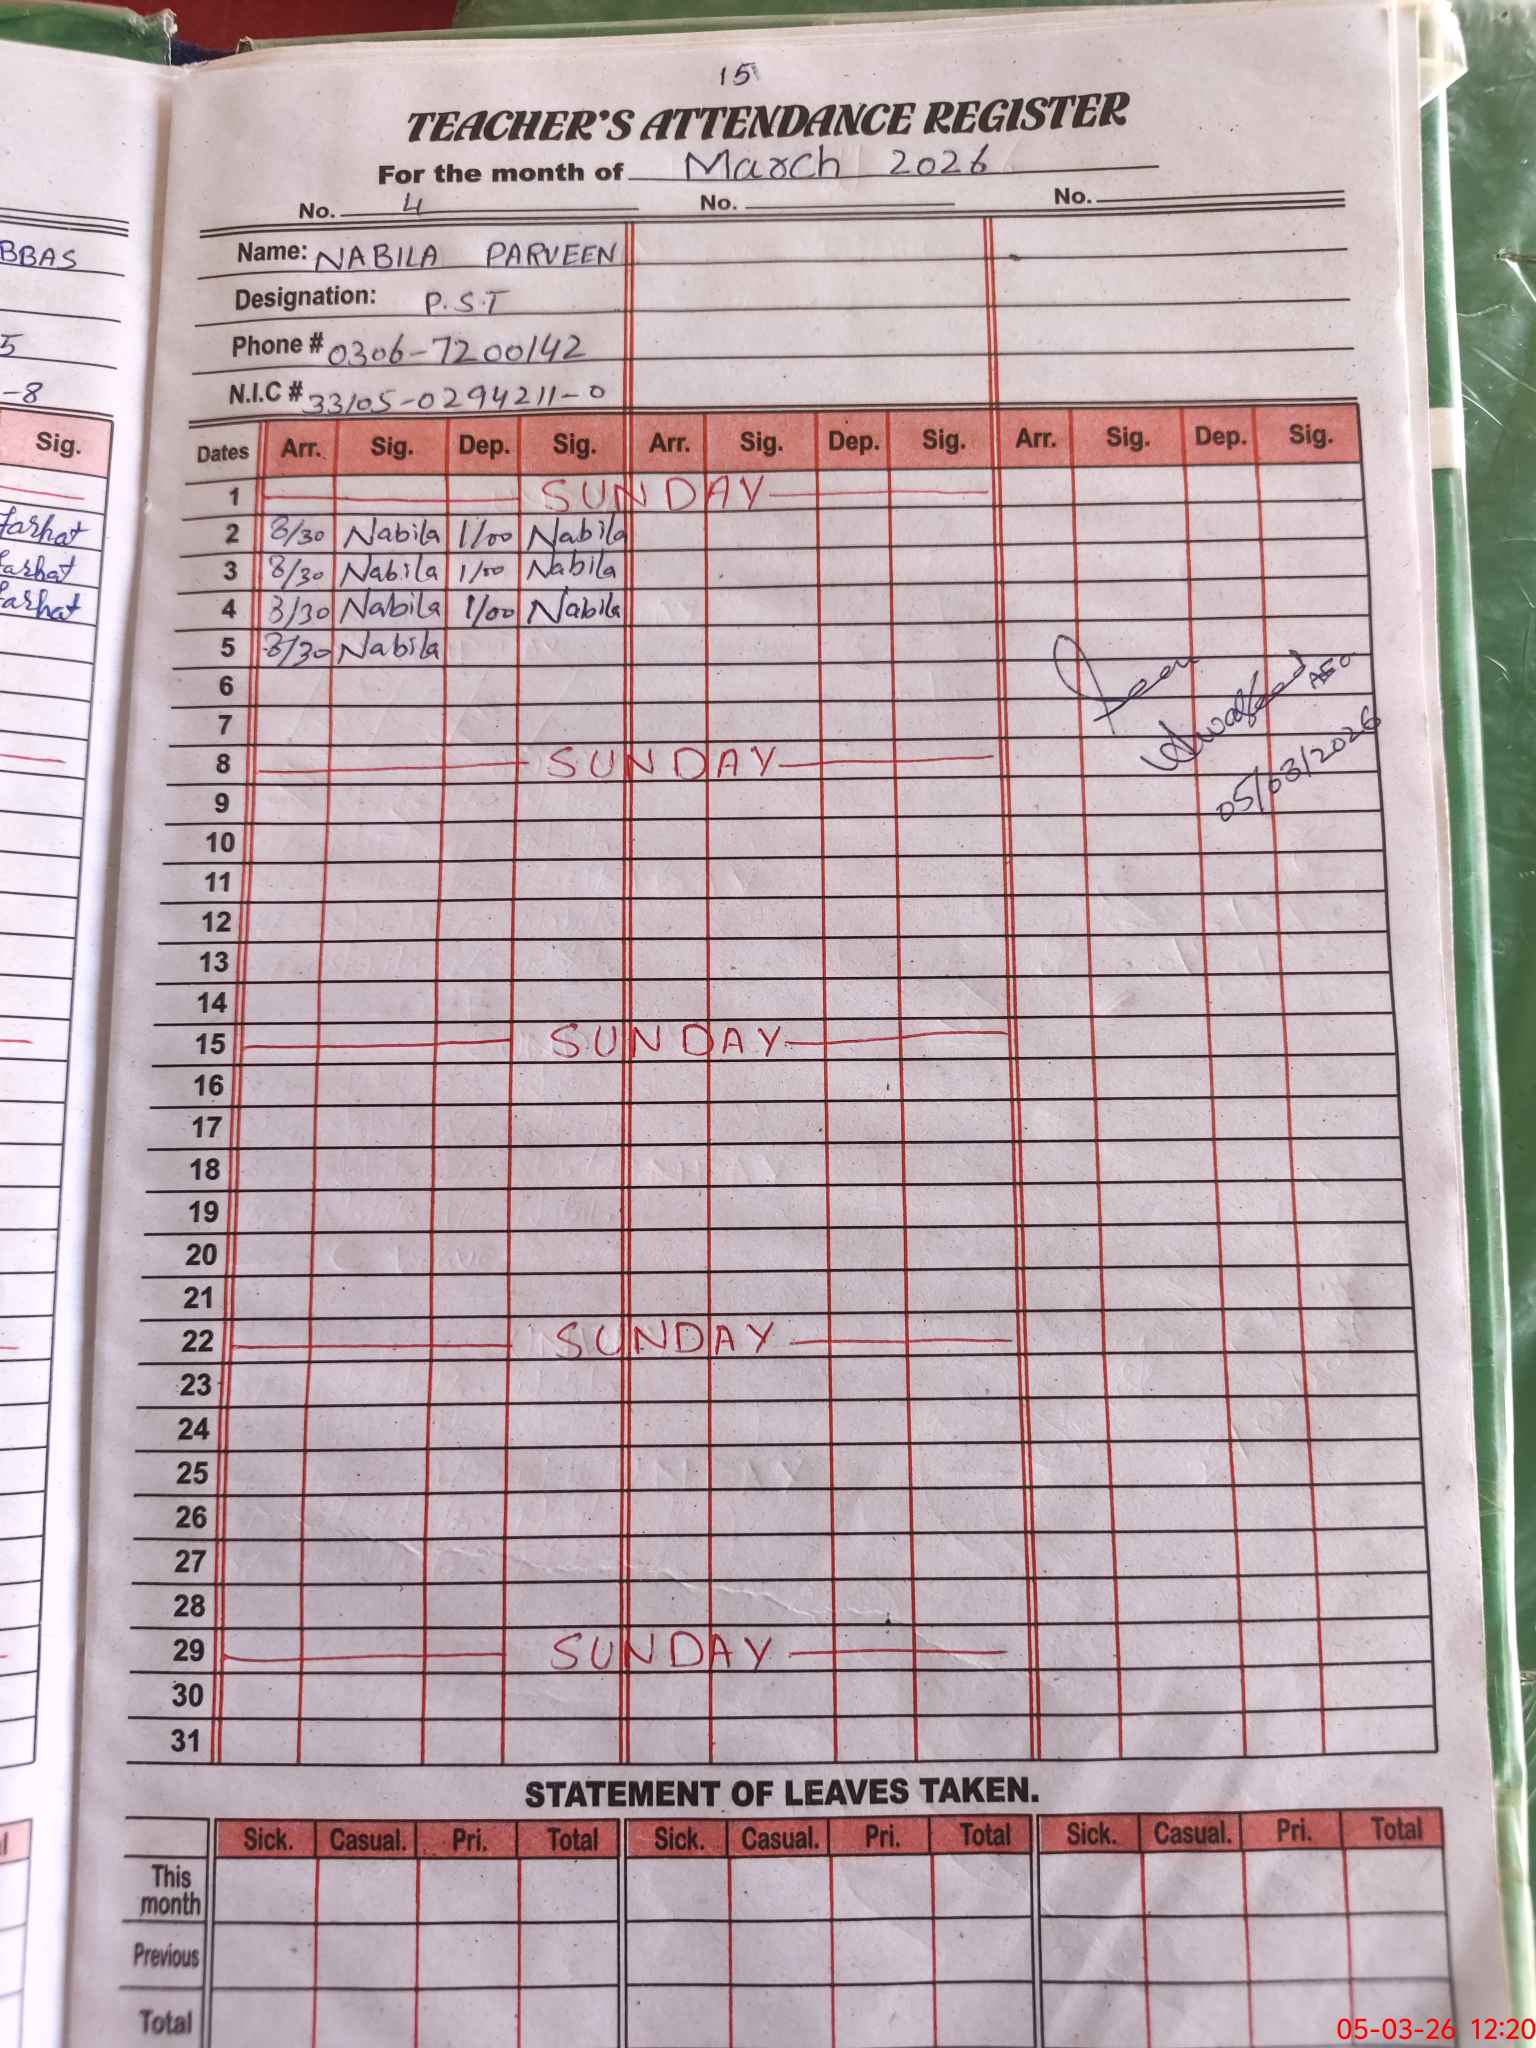 15
TEACHER'S ATTENDANCE REGISTER
For the month of March 2026
No. 4 No. No.
BBAS
Name: NABILA PARVEEN
Designation: P.S.T
5
Phone # 0306-7200142
-8
N.I.C # 33105-0294211-0
Sig.
Dates Arr. Sig. Dep. Sig. Arr. Sig. Dep. Sig. Arr. Sig. Dep. Sig.
1 SUNDAY
farhat
2 8/30 Nabila 1/00 Nabila
farhat
3 8/30 Nabila 1/00 Nabila
farhat
4 8/30 Nabila 1/00 Nabila
5 8/30 Nabila
6
AEO
7
8 SUNDAY
05/03/2026
9
10
11
12
13
14
15 SUNDAY
16
17
18
19
20
21
22 SUNDAY
23
24
25
26
27
28
29 SUNDAY
30
31
STATEMENT OF LEAVES TAKEN.
Sick. Casual. Pri. Total Sick. Casual. Pri. Total Sick. Casual. Pri. Total
This
month
Previous
Total
05-03-26 12:20